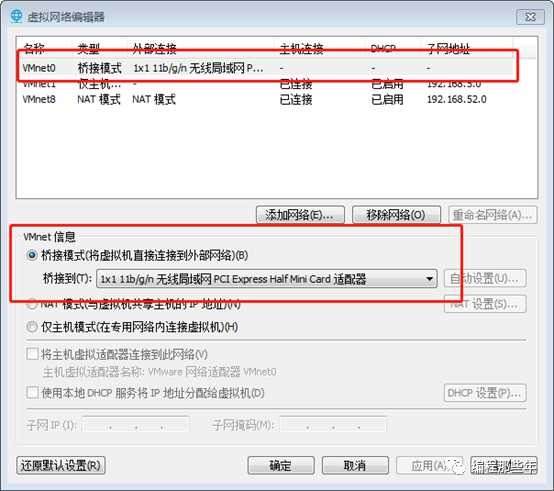 虚拟网络编辑器
名称 类型 外部连接 主机连接 DHCP 子网地址
VMnet0 桥接模式 1x1 11b/g/n 无线局域网 P... - - -
VMnet1 仅主机... - 已连接 已启用 192.168.5.0
VMnet8 NAT 模式 NAT 模式 已连接 已启用 192.168.52.0
添加网络(E)... 移除网络(O) 重命名网络(A)...
VMnet 信息
桥接模式(将虚拟机直接连接到外部网络)(B)
桥接到(T): 1x1 11b/g/n 无线局域网 PCI Express Half Mini Card 适配器 自动设置(U)...
NAT 模式(与虚拟机共享主机的 IP 地址)(N) NAT 设置(S)...
仅主机模式(在专用网络内连接虚拟机)(H)
将主机虚拟适配器连接到此网络(V)
主机虚拟适配器名称: VMware 网络适配器 VMnet0
使用本地 DHCP 服务将 IP 地址分配给虚拟机(D) DHCP 设置(P)...
子网 IP (I): . . . 子网掩码(M): . . .
还原默认设置(R) 确定 取消 应用(A) 编程那些年